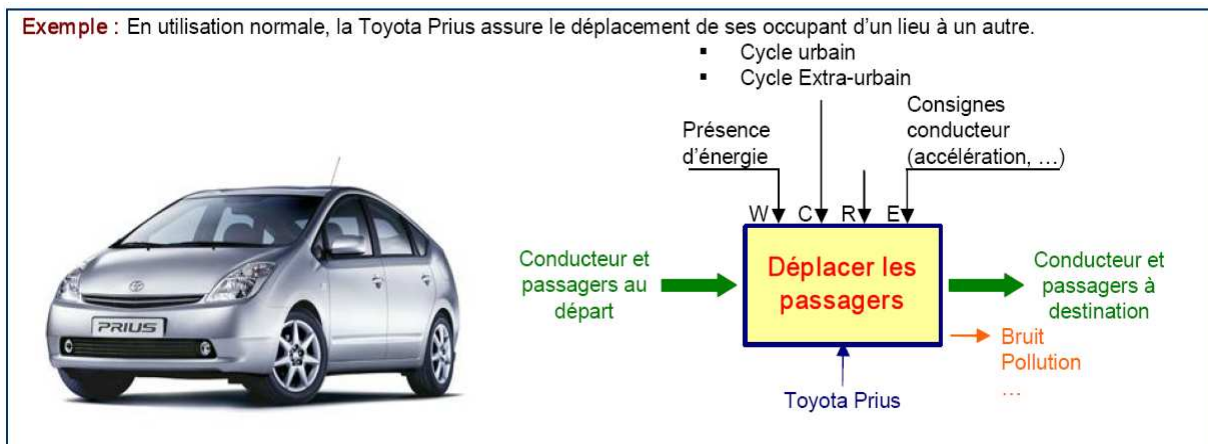 Exemple : En utilisation normale, la Toyota Prius assure le déplacement de ses occupant d'un lieu à un autre.
▪ Cycle urbain
▪ Cycle Extra-urbain
Présence
d'énergie
Consignes
conducteur
(accélération, ...)
W C R E
Conducteur et
passagers au
départ
Déplacer les
passagers
Conducteur et
passagers à
destination
Bruit
Pollution
...
Toyota Prius
PRIUS